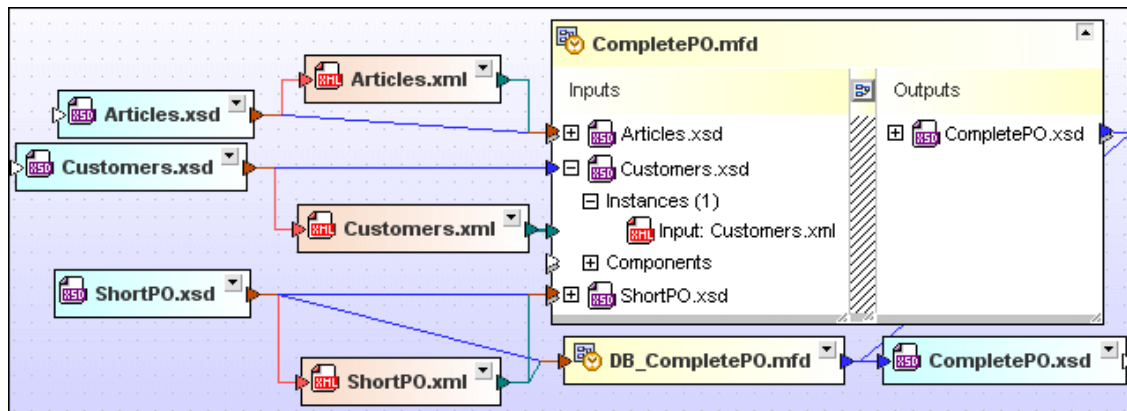 CompletePO.mfd
Articles.xml
Inputs
Outputs
Articles.xsd
Articles.xsd
CompletePO.xsd
Customers.xsd
Customers.xsd
Instances (1)
Customers.xml
Input: Customers.xml
Components
ShortPO.xsd
ShortPO.xsd
DB_CompletePO.mfd
CompletePO.xsd
ShortPO.xml